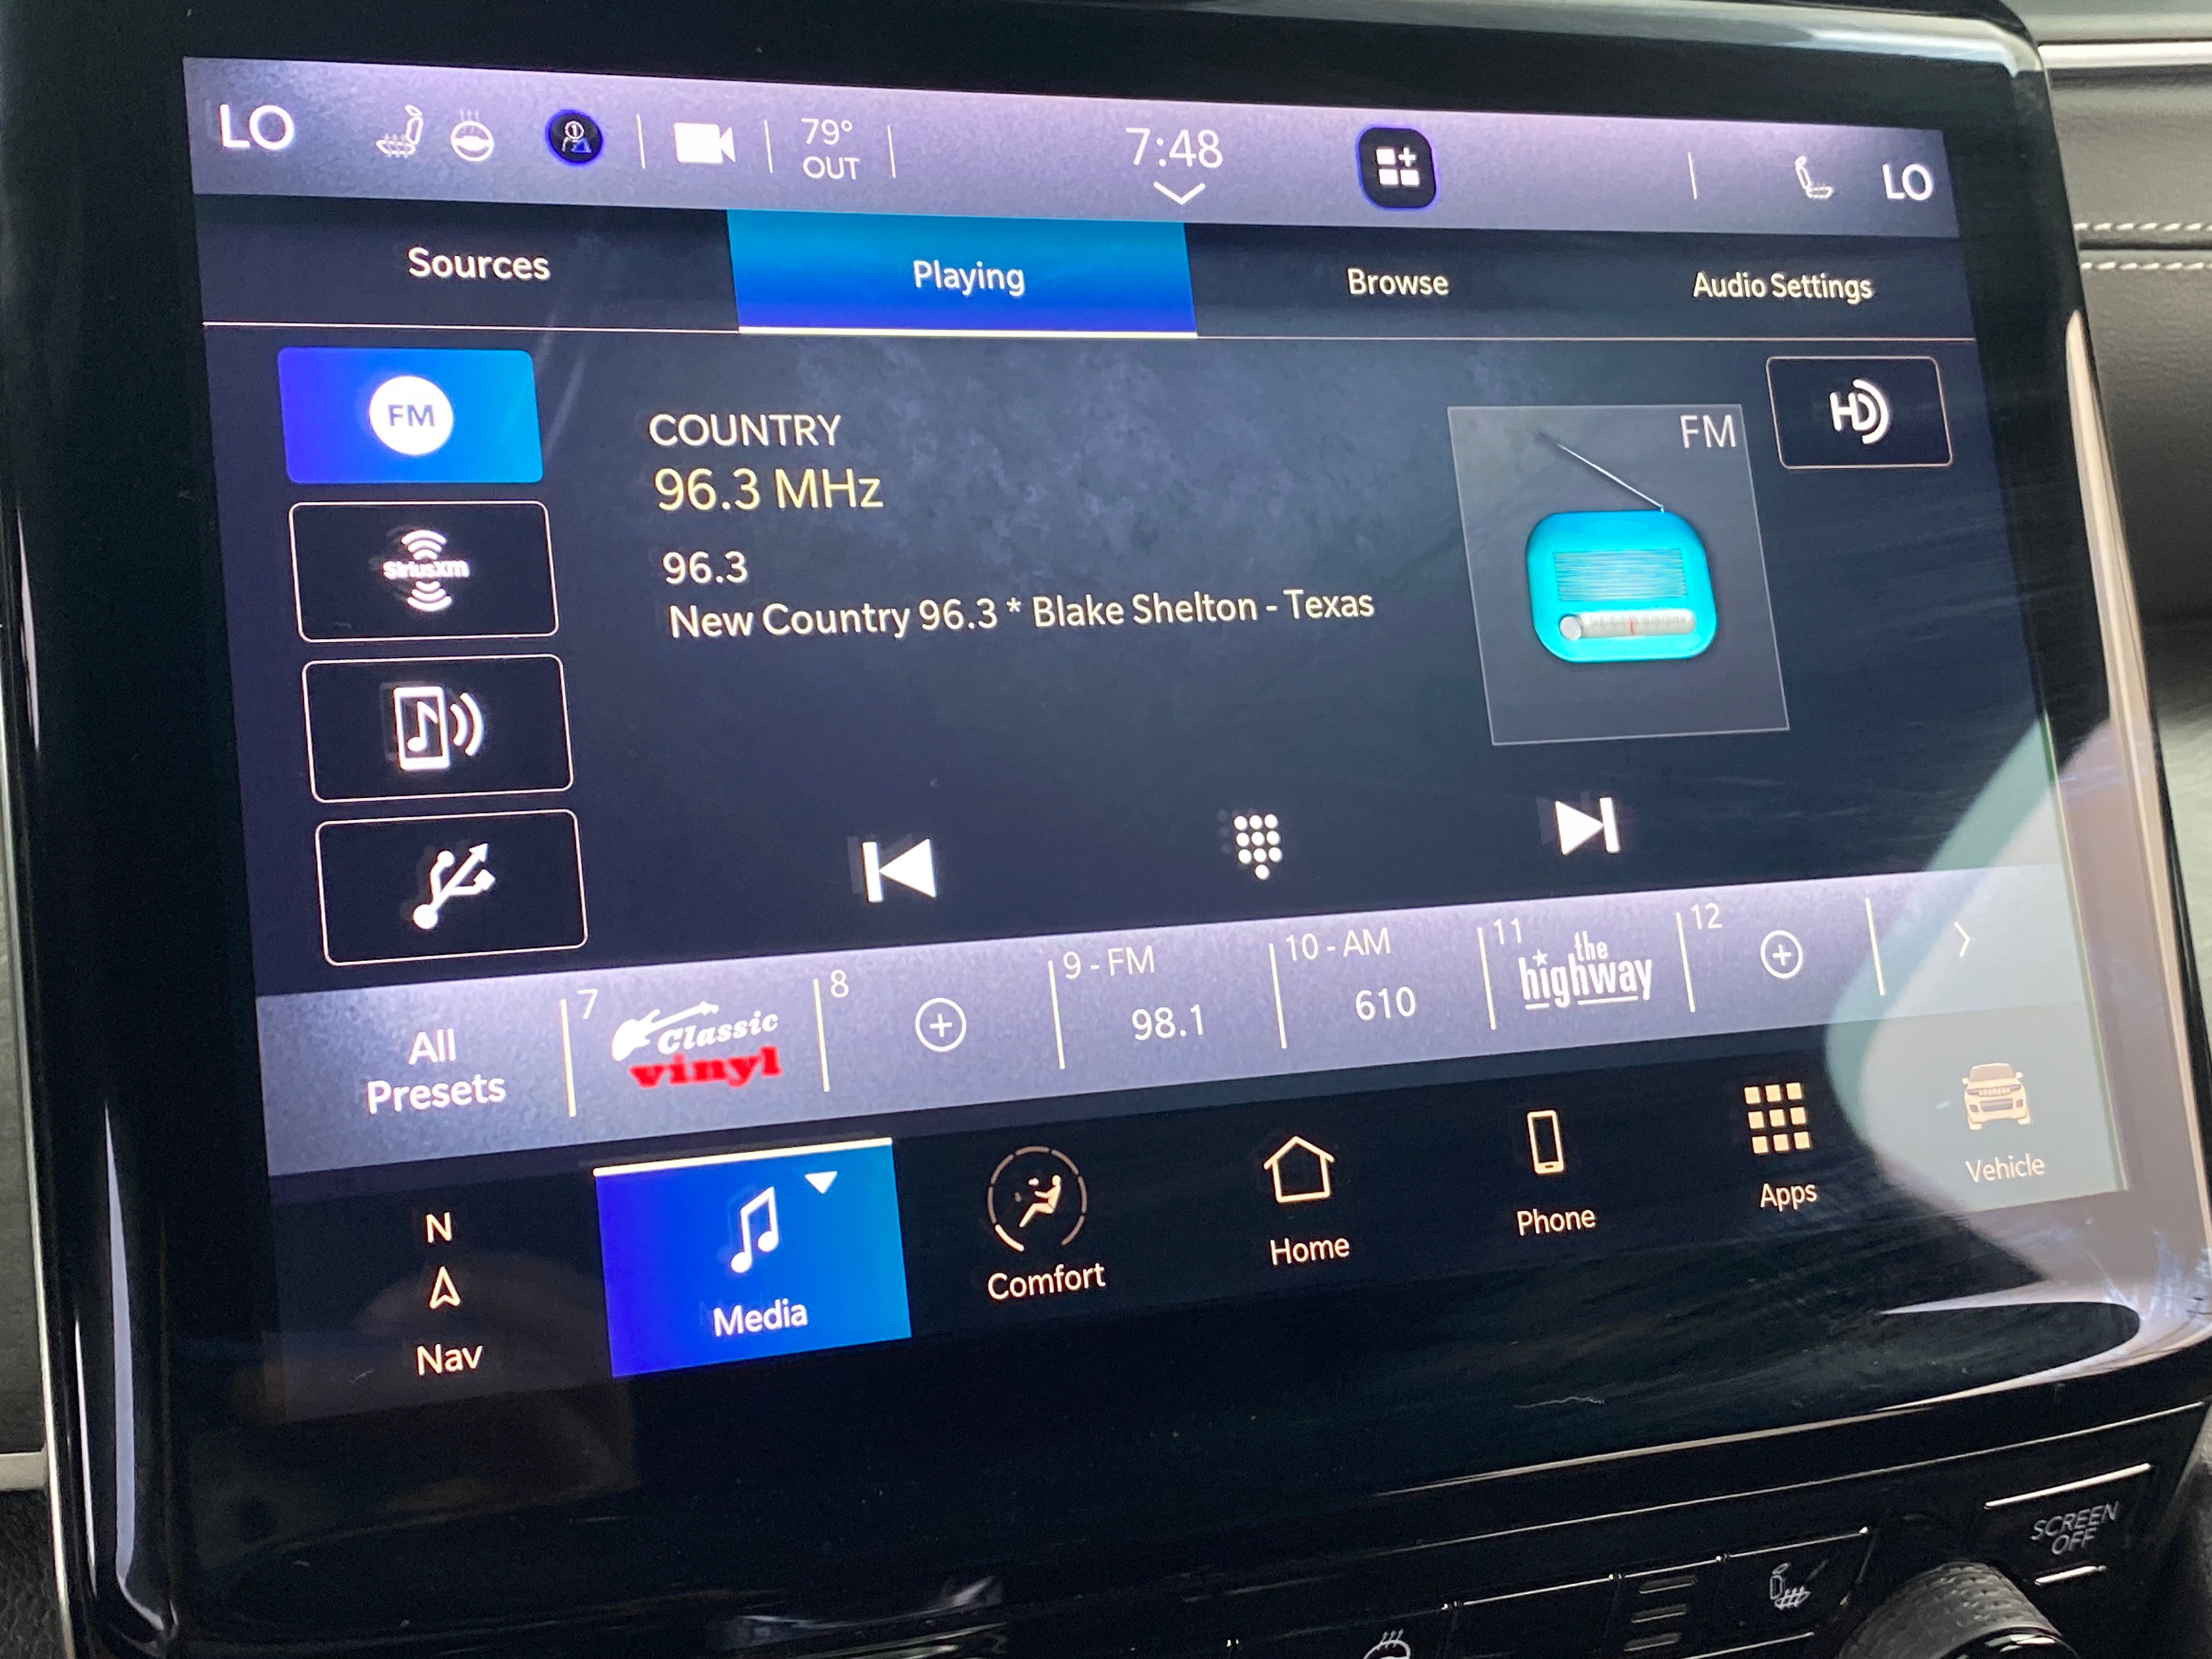 LO
79°
OUT
7:48
LO
Sources
Playing
Browse
Audio Settings
FM
COUNTRY
96.3 MHz
96.3
New Country 96.3 * Blake Shelton - Texas
FM
HD
SiriusXm
All
Presets
7
Classic
vinyl
8
9 - FM
98.1
10 - AM
610
11
the
highway
12
N
Nav
Media
Comfort
Home
Phone
Apps
Vehicle
SCREEN
OFF